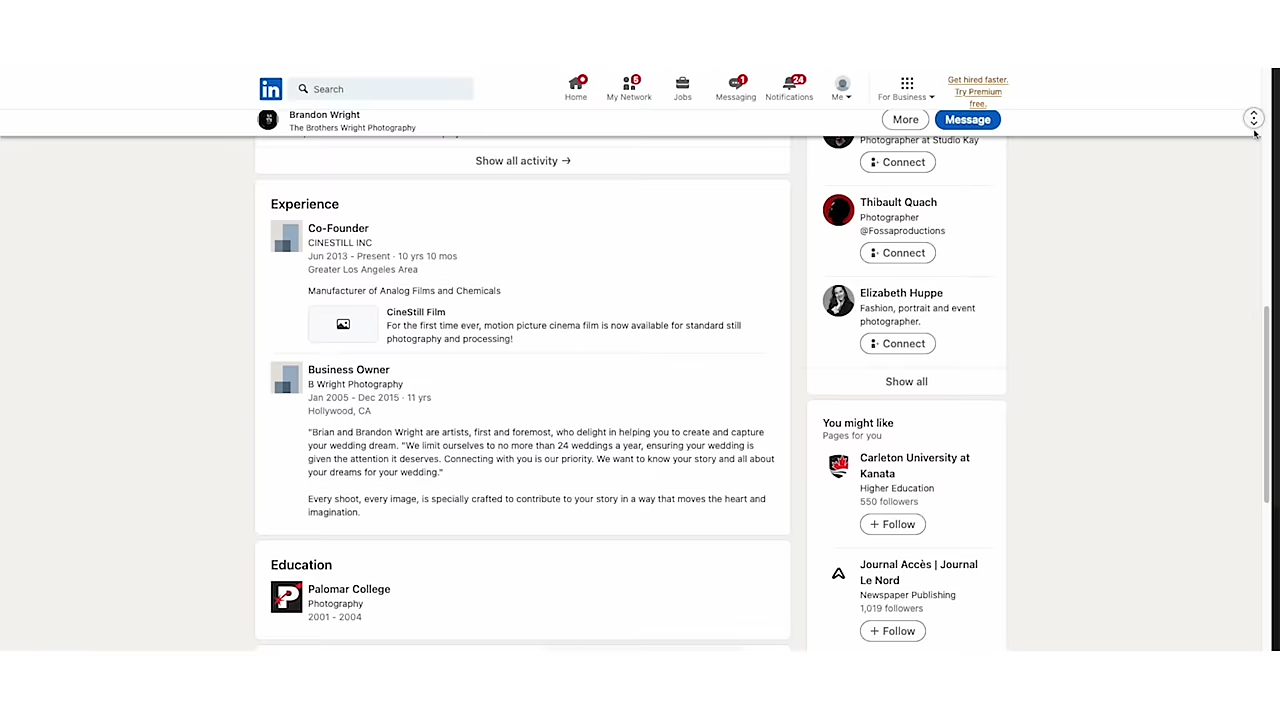 in
Search
Home
My Network
5
Jobs
Messaging
1
Notifications
24
Me
For Business
Get hired faster.
Try Premium
free.
Brandon Wright
The Brothers Wright Photography
More
Message
Show all activity →
Experience
Co-Founder
CINESTILL INC
Jun 2013 - Present · 10 yrs 10 mos
Greater Los Angeles Area
Manufacturer of Analog Films and Chemicals
CineStill Film
For the first time ever, motion picture cinema film is now available for standard still
photography and processing!
Business Owner
B Wright Photography
Jan 2005 - Dec 2015 · 11 yrs
Hollywood, CA
"Brian and Brandon Wright are artists, first and foremost, who delight in helping you to create and capture
your wedding dream. "We limit ourselves to no more than 24 weddings a year, ensuring your wedding is
given the attention it deserves. Connecting with you is our priority. We want to know your story and all about
your dreams for your wedding."
Every shoot, every image, is specially crafted to contribute to your story in a way that moves the heart and
imagination.
Education
P
Palomar College
Photography
2001 - 2004
Photographer at Studio Kay
Connect
Thibault Quach
Photographer
@Fossaproductions
Connect
Elizabeth Huppe
Fashion, portrait and event
photographer.
Connect
Show all
You might like
Pages for you
Carleton University at
Kanata
Higher Education
550 followers
+ Follow
Journal Accès | Journal
Le Nord
Newspaper Publishing
1,019 followers
+ Follow